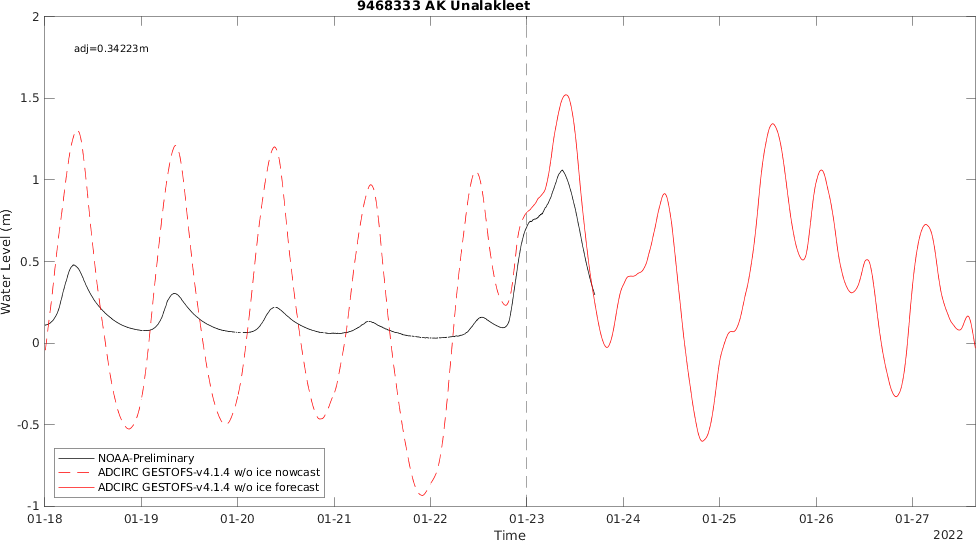 9468333 AK Unalakleet
adj=0.34223m
Water Level (m)
2
1.5
1
0.5
0
-0.5
-1
NOAA-Preliminary
ADCIRC GESTOFS-v4.1.4 w/o ice nowcast
ADCIRC GESTOFS-v4.1.4 w/o ice forecast
01-18 01-19 01-20 01-21 01-22 01-23 01-24 01-25 01-26 01-27
Time
2022